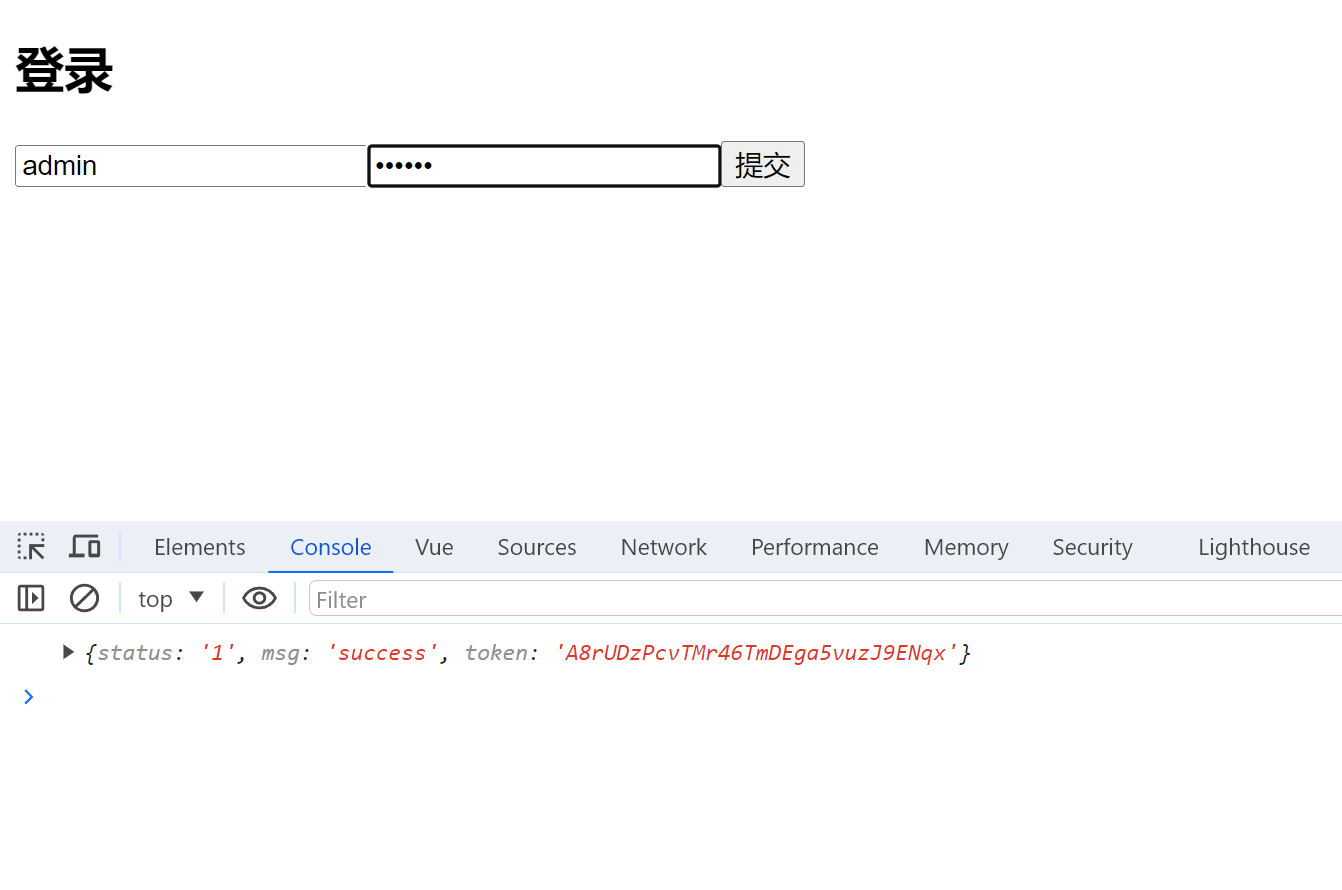 登录
admin •••••• 提交
Elements Console Vue Sources Network Performance Memory Security Lighthouse
top Filter
{status: '1', msg: 'success', token: 'A8rUDzPcvTMr46TmDEga5vuzJ9ENqx'}